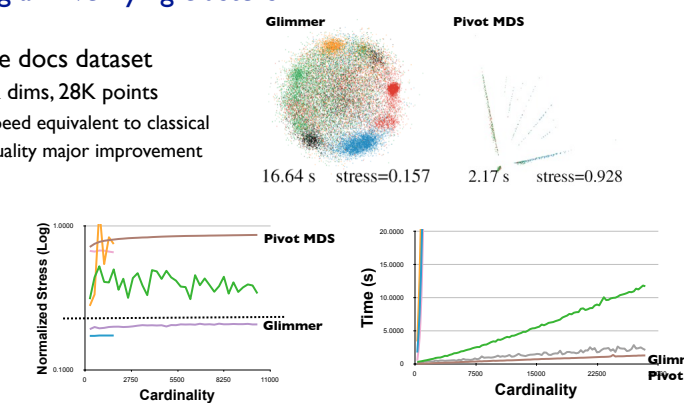 Glimmer
Pivot MDS
docs dataset
dims, 28K points
equivalent to classical
major improvement
16.64 s stress=0.157
2.17 s stress=0.928
Normalized Stress (Log)
1.0000
0.1000
Pivot MDS
Glimmer
0 2750 5500 8250 11000
Cardinality
Time (s)
20.0000
15.0000
10.0000
5.0000
0
0 7500 15000 22500
Cardinality
Pivot